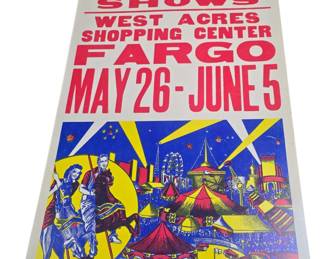 SHOWS
WEST ACRES
SHOPPING CENTER
FARGO
MAY 26 - JUNE 5